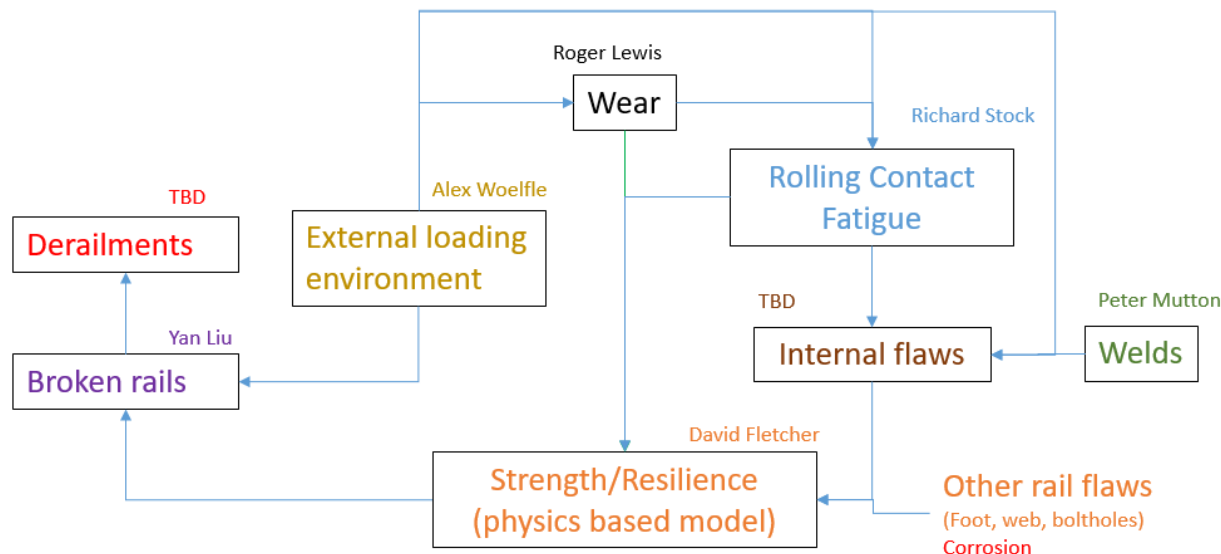 Roger Lewis
Wear
Richard Stock
Rolling Contact
Fatigue
Alex Woelfle
External loading
environment
TBD
Derailments
TBD
Internal flaws
Peter Mutton
Welds
Yan Liu
Broken rails
David Fletcher
Strength/Resilience
(physics based model)
Other rail flaws
(Foot, web, boltholes)
Corrosion